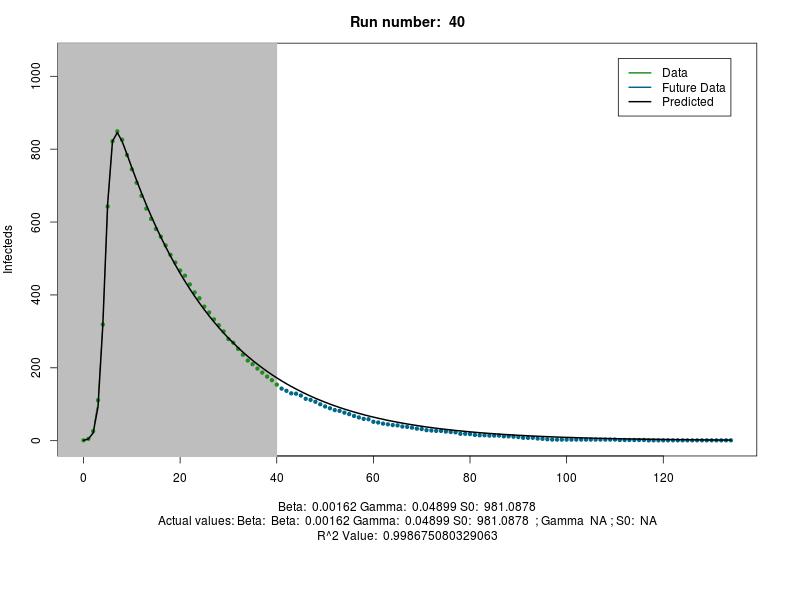 Run number:  40
1000
800
600
400
200
0
Infecteds
Data
Future Data
Predicted
0 20 40 60 80 100 120
Beta:  0.00162 Gamma:  0.04899 S0:  981.0878
Actual values: Beta:  Beta:  0.00162 Gamma:  0.04899 S0:  981.0878  ; Gamma  NA ; S0:  NA
R^2 Value:  0.998675080329063